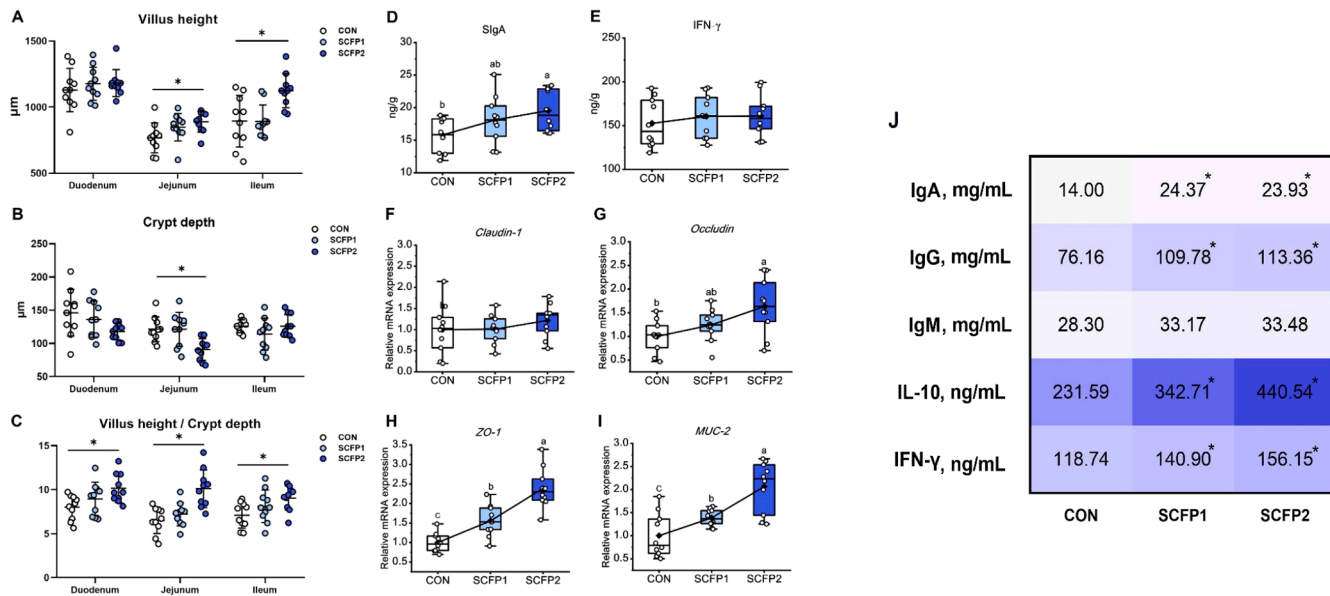 A
Villus height
CON
SCFP1
SCFP2
*
*
1500
1000
500
µm
Duodenum
Jejunum
Ileum
B
Crypt depth
CON
SCFP1
SCFP2
*
250
200
150
100
50
µm
Duodenum
Jejunum
Ileum
C
Villus height / Crypt depth
CON
SCFP1
SCFP2
*
*
*
15
10
5
0
Duodenum
Jejunum
Ileum
D
SIgA
30
25
20
15
10
ng/g
b
ab
a
CON SCFP1 SCFP2
E
IFN-γ
250
200
150
100
ng/g
CON SCFP1 SCFP2
F
Claudin-1
3.0
2.5
2.0
1.5
1.0
0.5
0.0
Relative mRNA expression
CON SCFP1 SCFP2
G
Occludin
3.0
2.5
2.0
1.5
1.0
0.5
0.0
Relative mRNA expression
b
ab
a
CON SCFP1 SCFP2
H
ZO-1
4.0
3.5
3.0
2.5
2.0
1.5
1.0
0.5
0.0
Relative mRNA expression
c
b
a
CON SCFP1 SCFP2
I
MUC-2
3.0
2.5
2.0
1.5
1.0
0.5
0.0
Relative mRNA expression
c
b
a
CON SCFP1 SCFP2
J
IgA, mg/mL 14.00 24.37* 23.93*
IgG, mg/mL 76.16 109.78* 113.36*
IgM, mg/mL 28.30 33.17 33.48
IL-10, ng/mL 231.59 342.71* 440.54*
IFN-γ, ng/mL 118.74 140.90* 156.15*
CON SCFP1 SCFP2